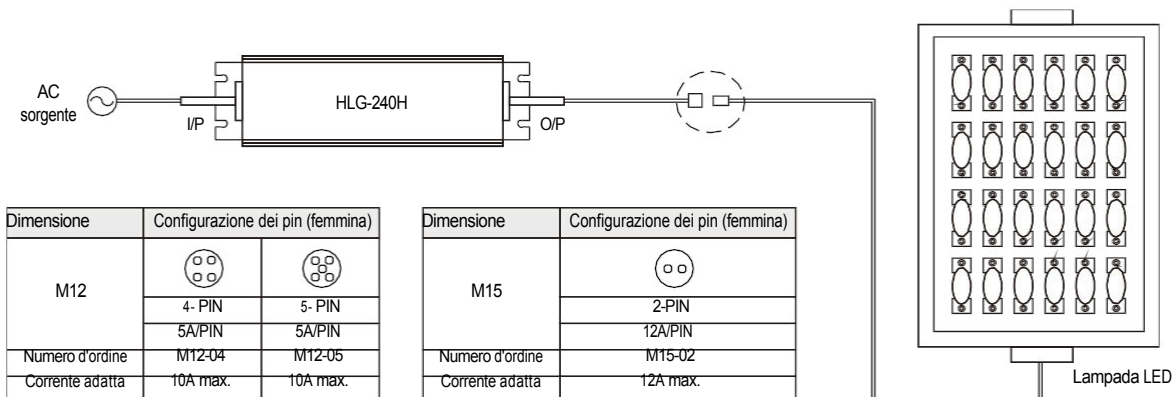 AC
sorgente
I/P
HLG-240H
O/P
Dimensione Configurazione dei pin (femmina)
M12
4- PIN 5- PIN
5A/PIN 5A/PIN
Numero d'ordine M12-04 M12-05
Corrente adatta 10A max. 10A max.
Dimensione Configurazione dei pin (femmina)
M15
2-PIN
12A/PIN
Numero d'ordine M15-02
Corrente adatta 12A max.
Lampada LED